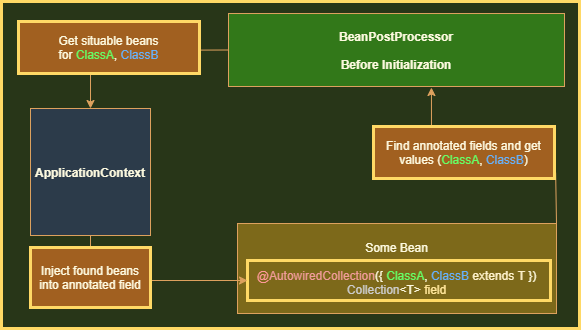 Get situable beans
for ClassA, ClassB
BeanPostProcessor
Before Initialization
ApplicationContext
Find annotated fields and get
values (ClassA, ClassB)
Inject found beans
into annotated field
Some Bean
@AutowiredCollection({ ClassA, ClassB extends T })
Collection<T> field